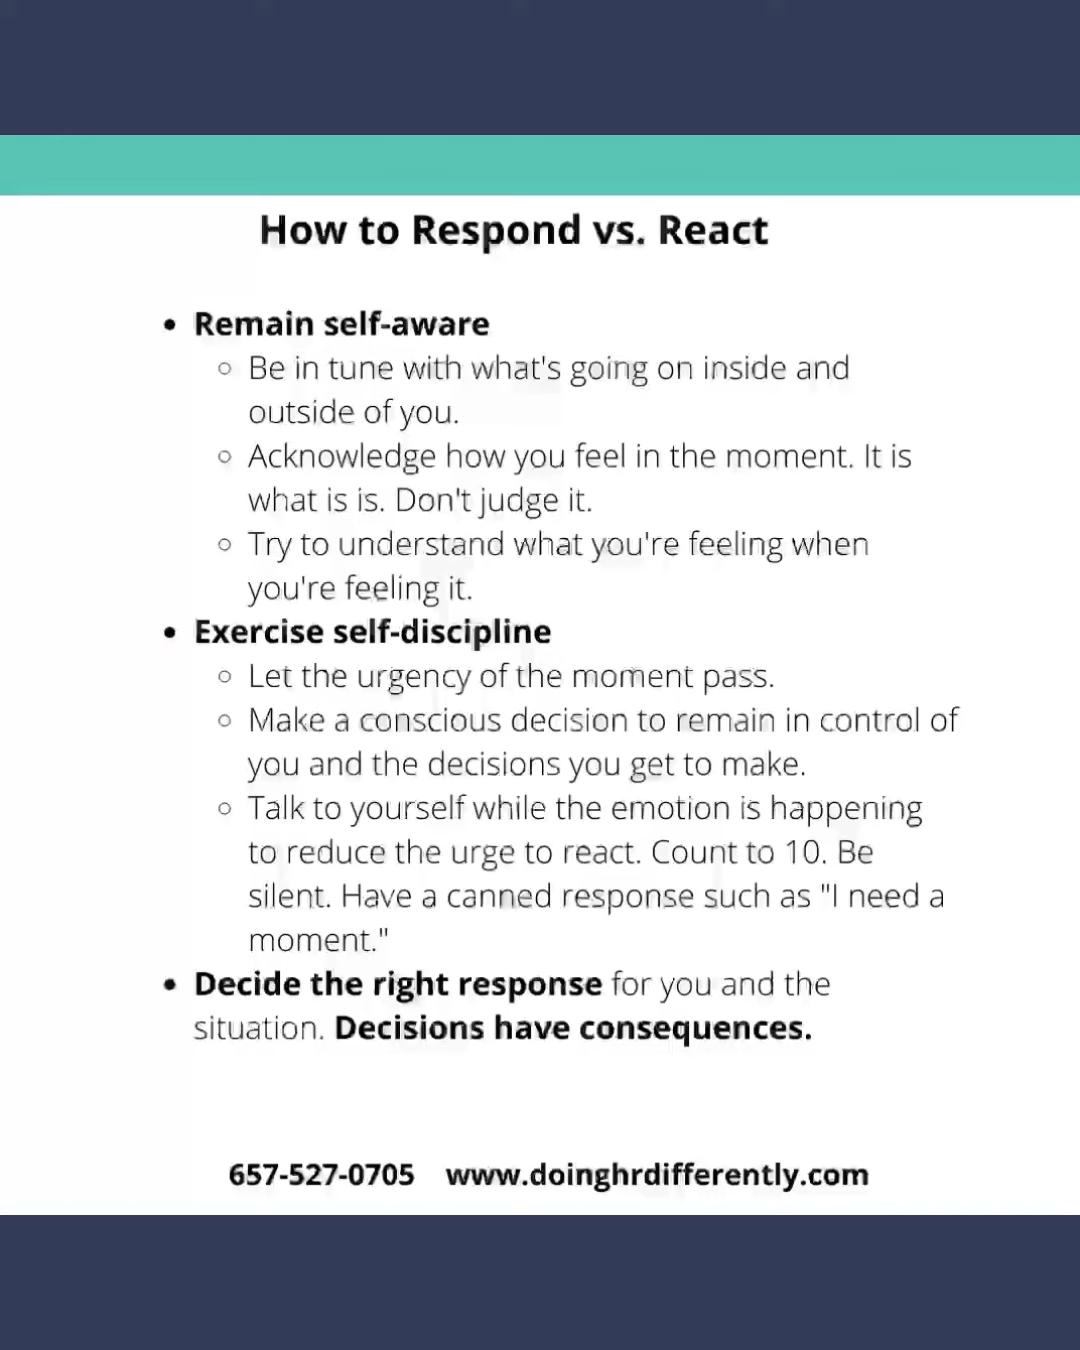 How to Respond vs. React
• Remain self-aware
◦ Be in tune with what's going on inside and
outside of you.
◦ Acknowledge how you feel in the moment. It is
what is is. Don't judge it.
◦ Try to understand what you're feeling when
you're feeling it.
• Exercise self-discipline
◦ Let the urgency of the moment pass.
◦ Make a conscious decision to remain in control of
you and the decisions you get to make.
◦ Talk to yourself while the emotion is happening
to reduce the urge to react. Count to 10. Be
silent. Have a canned response such as "I need a
moment."
• Decide the right response for you and the
situation. Decisions have consequences.
657-527-0705 www.doinghrdifferently.com